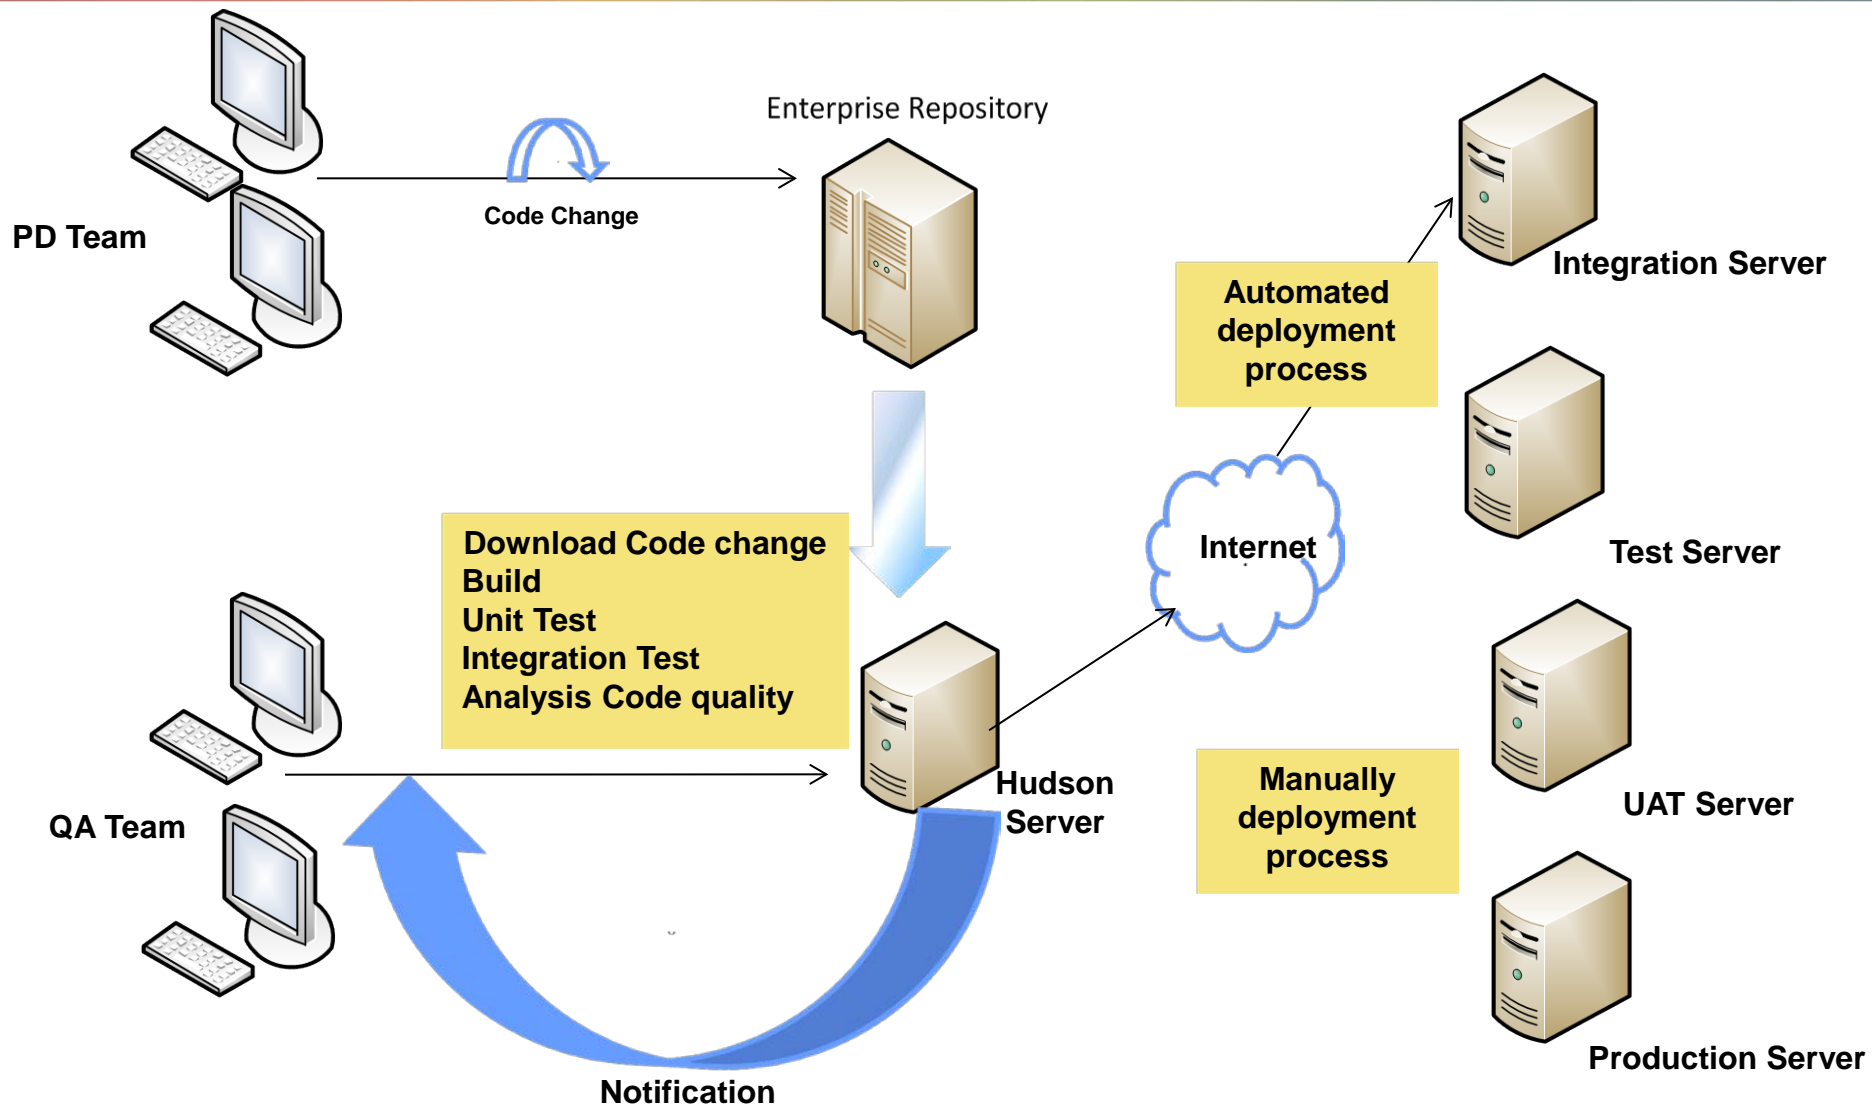 Enterprise Repository
Code Change
PD Team
Integration Server
Automated
deployment
process
Internet
Test Server
Download Code change
Build
Unit Test
Integration Test
Analysis Code quality
Hudson
Server
Manually
deployment
process
UAT Server
QA Team
Production Server
Notification